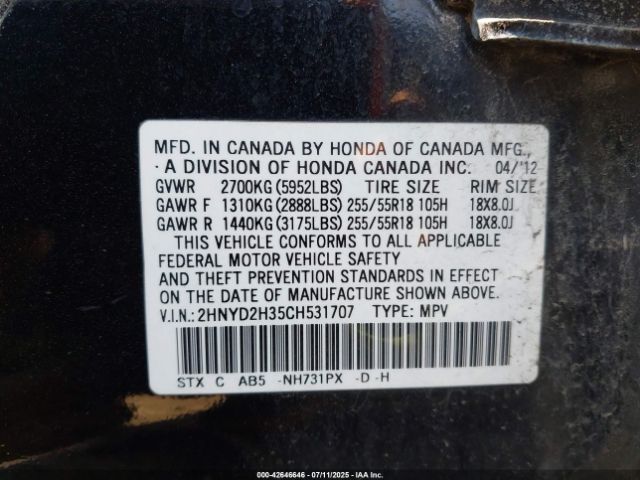 MFD. IN CANADA BY HONDA OF CANADA MFG.,
A DIVISION OF HONDA CANADA INC. 04/'12
GVWR 2700KG (5952LBS) TIRE SIZE RIM SIZE
GAWR F 1310KG (2888LBS) 255/55R18 105H 18X8.0J
GAWR R 1440KG (3175LBS) 255/55R18 105H 18X8.0J
THIS VEHICLE CONFORMS TO ALL APPLICABLE
FEDERAL MOTOR VEHICLE SAFETY
AND THEFT PREVENTION STANDARDS IN EFFECT
ON THE DATE OF MANUFACTURE SHOWN ABOVE.
V.I.N.: 2HNYD2H35CH531707 TYPE: MPV
STX C AB5 -NH731PX -D -H
000-42646646 - 07/11/2025 - IAAI.COM